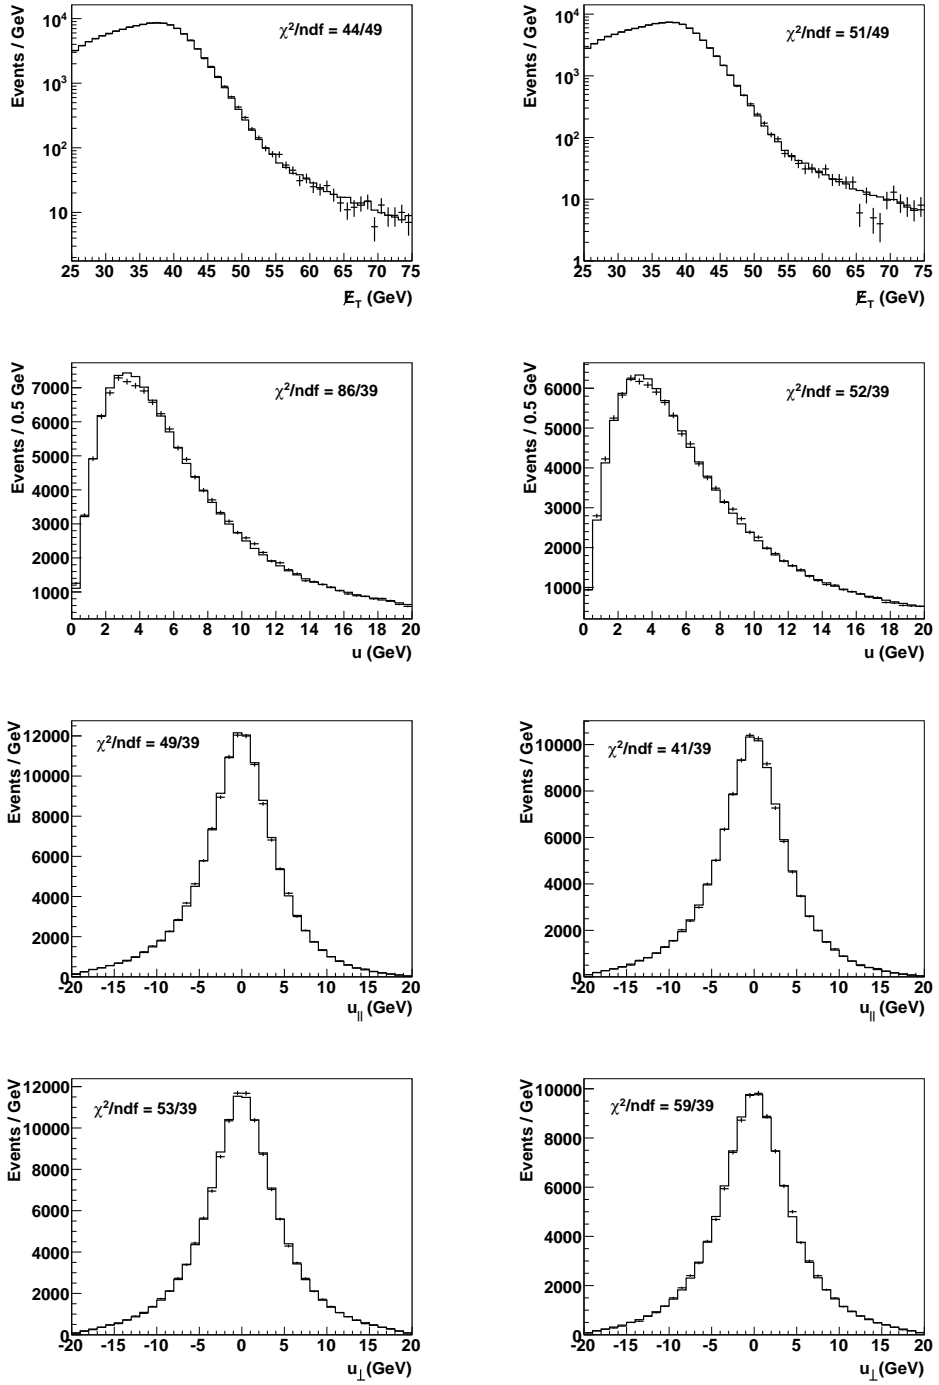 Events / GeV
χ²/ndf = 44/49
10⁴
10³
10²
10
25 30 35 40 45 50 55 60 65 70 75
E̸_T (GeV)
Events / GeV
χ²/ndf = 51/49
10⁴
10³
10²
10
1
25 30 35 40 45 50 55 60 65 70 75
E̸_T (GeV)
Events / 0.5 GeV
χ²/ndf = 86/39
7000
6000
5000
4000
3000
2000
1000
0 2 4 6 8 10 12 14 16 18 20
u (GeV)
Events / 0.5 GeV
χ²/ndf = 52/39
6000
5000
4000
3000
2000
1000
0 2 4 6 8 10 12 14 16 18 20
u (GeV)
Events / GeV
χ²/ndf = 49/39
12000
10000
8000
6000
4000
2000
0
-20 -15 -10 -5 0 5 10 15 20
u_|| (GeV)
Events / GeV
χ²/ndf = 41/39
10000
8000
6000
4000
2000
0
-20 -15 -10 -5 0 5 10 15 20
u_|| (GeV)
Events / GeV
χ²/ndf = 53/39
12000
10000
8000
6000
4000
2000
0
-20 -15 -10 -5 0 5 10 15 20
u_⊥ (GeV)
Events / GeV
χ²/ndf = 59/39
10000
8000
6000
4000
2000
0
-20 -15 -10 -5 0 5 10 15 20
u_⊥ (GeV)